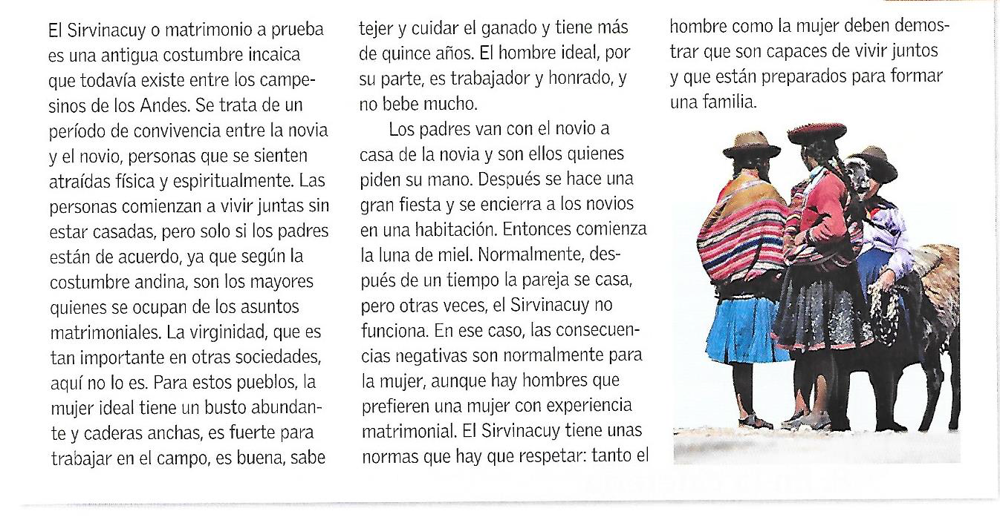 El Sirvinacuy o matrimonio a prueba
es una antigua costumbre incaica
que todavía existe entre los campe-
sinos de los Andes. Se trata de un
período de convivencia entre la novia
y el novio, personas que se sienten
atraídas física y espiritualmente. Las
personas comienzan a vivir juntas sin
estar casadas, pero solo si los padres
están de acuerdo, ya que según la
costumbre andina, son los mayores
quienes se ocupan de los asuntos
matrimoniales. La virginidad, que es
tan importante en otras sociedades,
aquí no lo es. Para estos pueblos, la
mujer ideal tiene un busto abundan-
te y caderas anchas, es fuerte para
trabajar en el campo, es buena, sabe
tejer y cuidar el ganado y tiene más
de quince años. El hombre ideal, por
su parte, es trabajador y honrado, y
no bebe mucho.
Los padres van con el novio a
casa de la novia y son ellos quienes
piden su mano. Después se hace una
gran fiesta y se encierra a los novios
en una habitación. Entonces comienza
la luna de miel. Normalmente, des-
pués de un tiempo la pareja se casa,
pero otras veces, el Sirvinacuy no
funciona. En ese caso, las consecuen-
cias negativas son normalmente para
la mujer, aunque hay hombres que
prefieren una mujer con experiencia
matrimonial. El Sirvinacuy tiene unas
normas que hay que respetar: tanto el
hombre como la mujer deben demos-
trar que son capaces de vivir juntos
y que están preparados para formar
una familia.